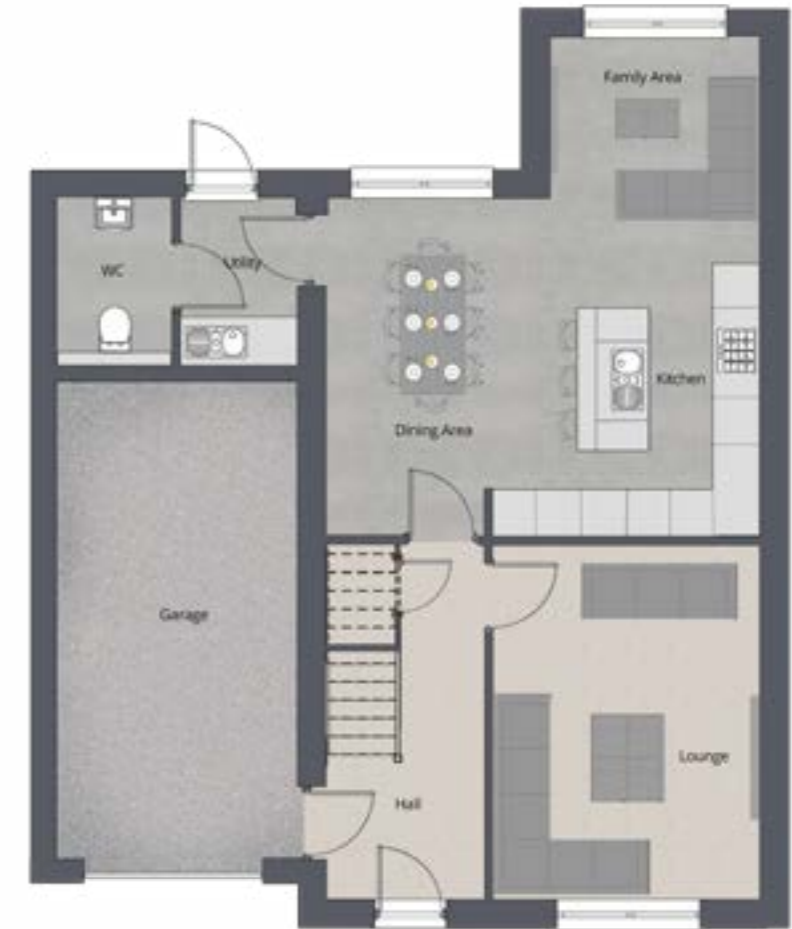 Family Area
WC
Utility
Kitchen
Dining Area
Garage
Lounge
Hall